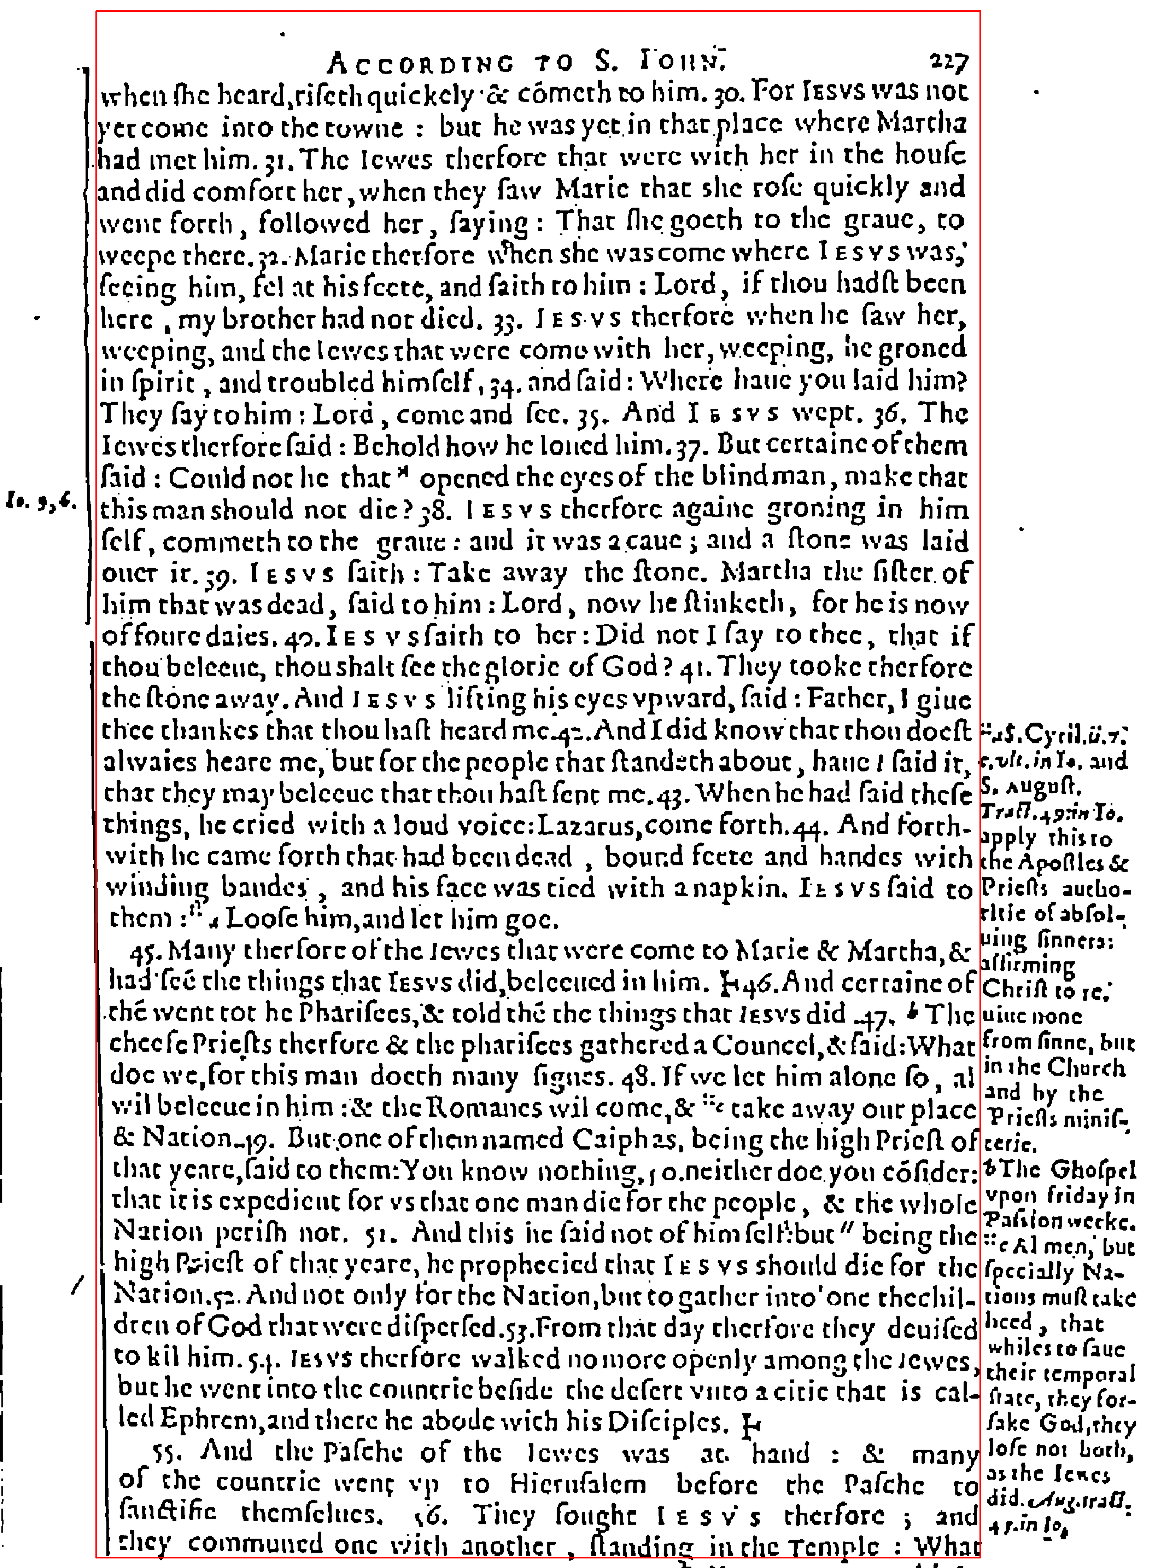 ACCORDING TO S. IOHN. 227
when ſhe heard, riſeth quickely & cōmeth to him. 30. For IESVS was not
yet come into the towne : but he was yet in that place where Martha
had met him. 31. The Iewes therfore that were with her in the houſe
and did comfort her, when they ſaw Marie that she roſe quickly and
went forth, followed her, ſaying : That ſhe goeth to the graue, to
weepe there. 32. Marie therfore when she was come where IESVS was,
ſeeing him, fel at his feete, and ſaith to him : Lord, if thou hadſt been
here , my brother had not died. 33. IESVS therfore when he ſaw her,
weeping, and the Iewes that were come with her, weeping, he groned
in ſpirit , and troubled himſelf, 34. and ſaid : Where haue you laid him?
They ſay to him : Lord , come and ſee. 35. And IESVS wept. 36. The
Iewes therfore ſaid : Behold how he loued him. 37. But certaine of them
ſaid : Could not he that * opened the eyes of the blind man, make that
Io. 9,6.
this man should not die? 38. IESVS therfore againe groning in him
ſelf, commeth to the graue : and it was a caue ; and a ſtone was laid
ouer it. 39. IESVS ſaith : Take away the ſtone. Martha the ſiſter of
him that was dead, ſaid to him : Lord, now he ſtinketh, for he is now
of foure daies. 40. IESVS ſaith to her : Did not I ſay to thee, that if
thou beleeue, thou shalt ſee the glorie of God? 41. They tooke therfore
the ſtone away. And IESVS lifting his eyes vpward, ſaid : Father, I giue
thee thankes that thou haſt heard me. 42. And I did know that thou doeſt
alwaies heare me, but for the people that ſtandeth about, haue I ſaid it,
that they may beleeue that thou haſt ſent me. 43. When he had ſaid theſe
things, he cried with a loud voice: Lazarus, come forth. 44. And forth-
with he came forth that had been dead , bound feete and handes with
winding bandes , and his face was tied with a napkin. IESVS ſaid to
them :" a Looſe him, and let him goe.
45. Many therfore of the Iewes that were come to Marie & Martha, &
had ſeē the things that IESVS did, beleeued in him. 46. And certaine of
thē went tot he Phariſees, & told thē the things that IESVS did 47. b The
cheefe Prieſts therfore & the phariſees gathered a Councel, & ſaid: What
doe we, for this man doeth many ſignes. 48. If we let him alone ſo, al
wil beleeue in him : & the Romanes wil come, & "c take away our place
& Nation. 49. But one of them named Caiphas, being the high Prieſt of
that yeare, ſaid to them: You know nothing, 50. neither doe you cōſider:
that it is expedient for vs that one man die for the people, & the whole
Nation periſh not. 51. And this he ſaid not of himſelf: but " being the
high Prieſt of that yeare, he prophecied that IESVS should die for the
Nation. 52. And not only for the Nation, but to gather into one the chil-
dren of God that were diſperſed. 53. From that day therfore they deuiſed
to kil him. 54. IESVS therfore walked no more openly among the Iewes,
but he went into the countrie beſide the deſert vnto a citie that is cal-
led Ephrem, and there he abode with his Diſciples.
55. And the Paſche of the Iewes was at hand : & many
of the countrie went vp to Hieruſalem before the Paſche to
ſanctifie themſelues. 56. They ſought IESVS therfore ; and
they communed one with another , ſtanding in the Temple : What
"a S. Cyril. li. 7.
c. vlt. in Io. and
S. Auguſt.
Tract. 49. in Io.
apply this to
the Apoſtles &
Prieſts autho-
ritie of abſol-
uing ſinners:
affirming
Chriſt to re-
uiue none
from ſinne, but
in the Church
and by the
Prieſts miniſ-
terie.
b The Ghoſpel
vpon friday in
Paſsion weeke.
"c Al men, but
ſpecially Na-
tions muſt take
heed , that
whiles to ſaue
their temporal
ſtate, they for-
ſake God, they
loſe not both,
as the Iewes
did. Aug. tract.
49. in Io.